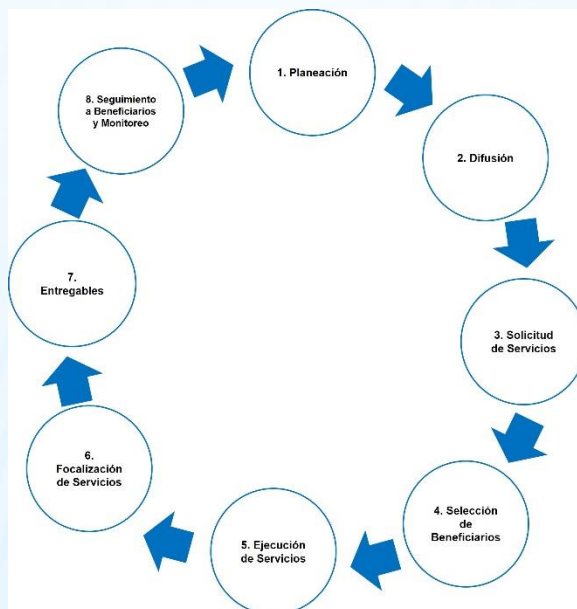 1. Planeación
2. Difusión
3. Solicitud
de Servicios
4. Selección
de
Beneficiarios
5. Ejecución
de Servicios
6.
Focalización
de Servicios
7.
Entregables
8. Seguimiento
a Beneficiarios
y Monitoreo